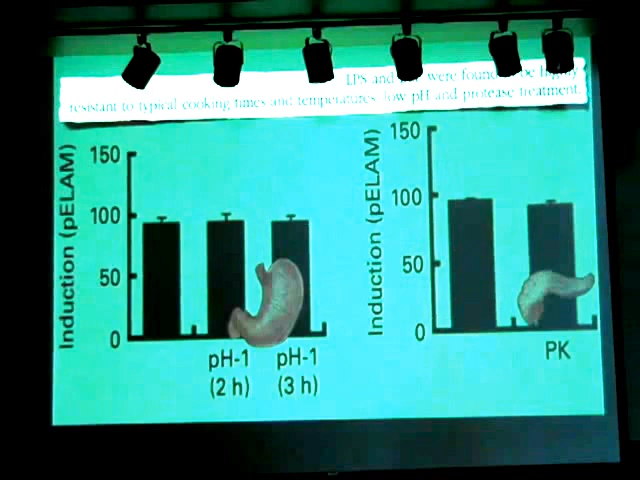 LPS and were found be highly
resistant to typical cooking times and temperatures, low pH and protease treatment.
Induction (pELAM)
150
100
50
0
pH-1
(2 h)
pH-1
(3 h)
Induction (pELAM)
150
100
50
0
PK